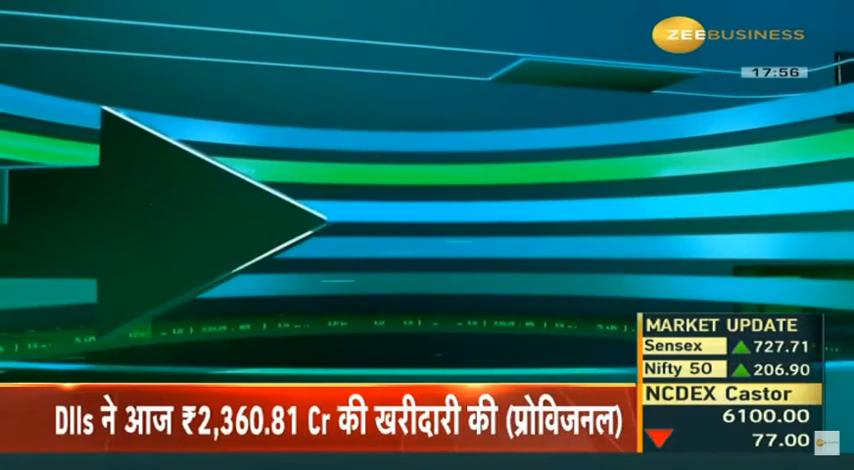 ZEEBUSINESS
17:56
MARKET UPDATE
Sensex ▲727.71
Nifty 50 ▲206.90
NCDEX Castor
6100.00
▼ 77.00
DIIs ने आज ₹2,360.81 Cr की खरीदारी की (प्रोविजनल)